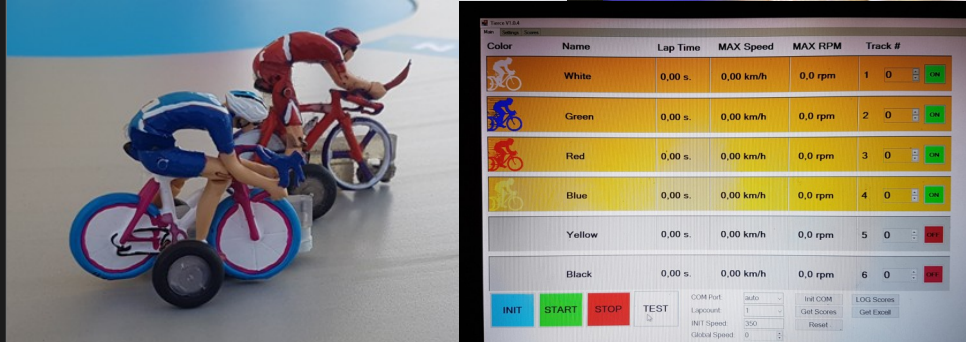 Main Settings Scores
Color Name Lap Time MAX Speed MAX RPM Track #
White 0,00 s. 0,00 km/h 0,0 rpm 1 0 ON
Green 0,00 s. 0,00 km/h 0,0 rpm 2 0 ON
Red 0,00 s. 0,00 km/h 0,0 rpm 3 0 ON
Blue 0,00 s. 0,00 km/h 0,0 rpm 4 0 ON
Yellow 0,00 s. 0,00 km/h 0,0 rpm 5 0 OFF
Black 0,00 s. 0,00 km/h 0,0 rpm 6 0 OFF
INIT START STOP TEST
COM Port: auto Init COM LOG Scores
Lapcount: 1 Get Scores Get Excell
INIT Speed: 350 Reset
Global Speed: 0